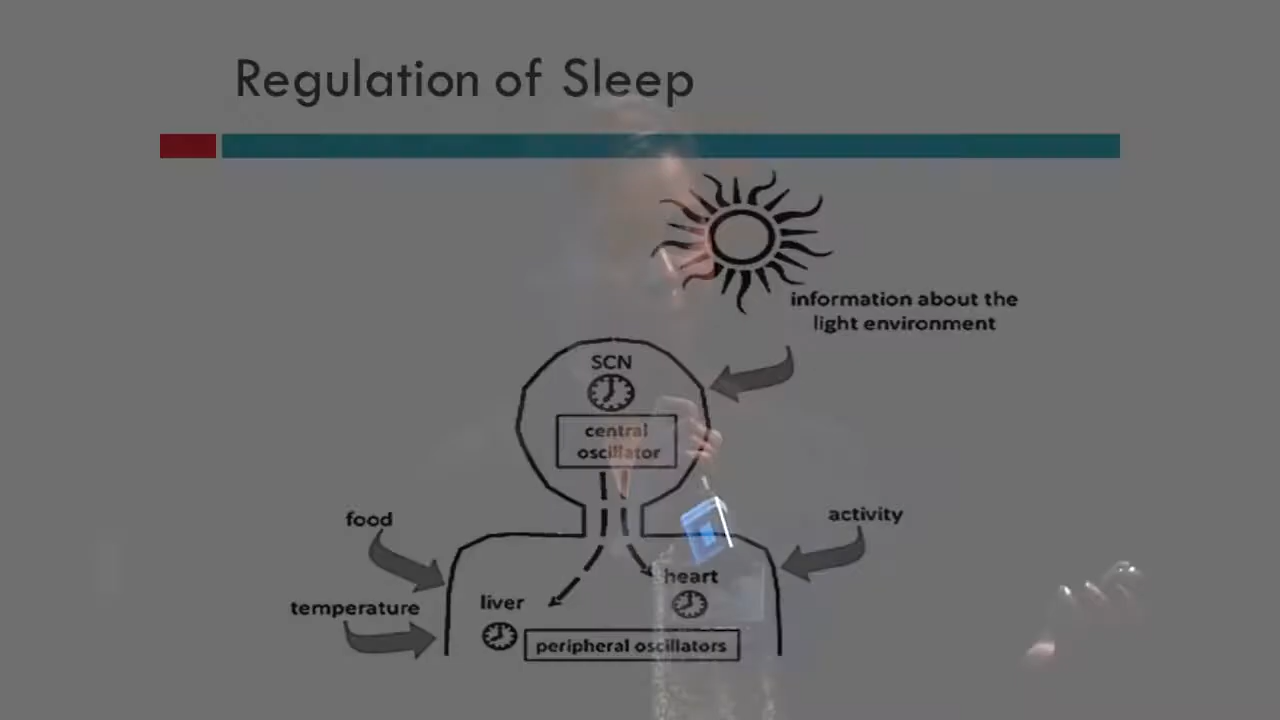 Regulation of Sleep
information about the
light environment
SCN
central
oscillator
food
activity
temperature
heart
liver
peripheral oscillators